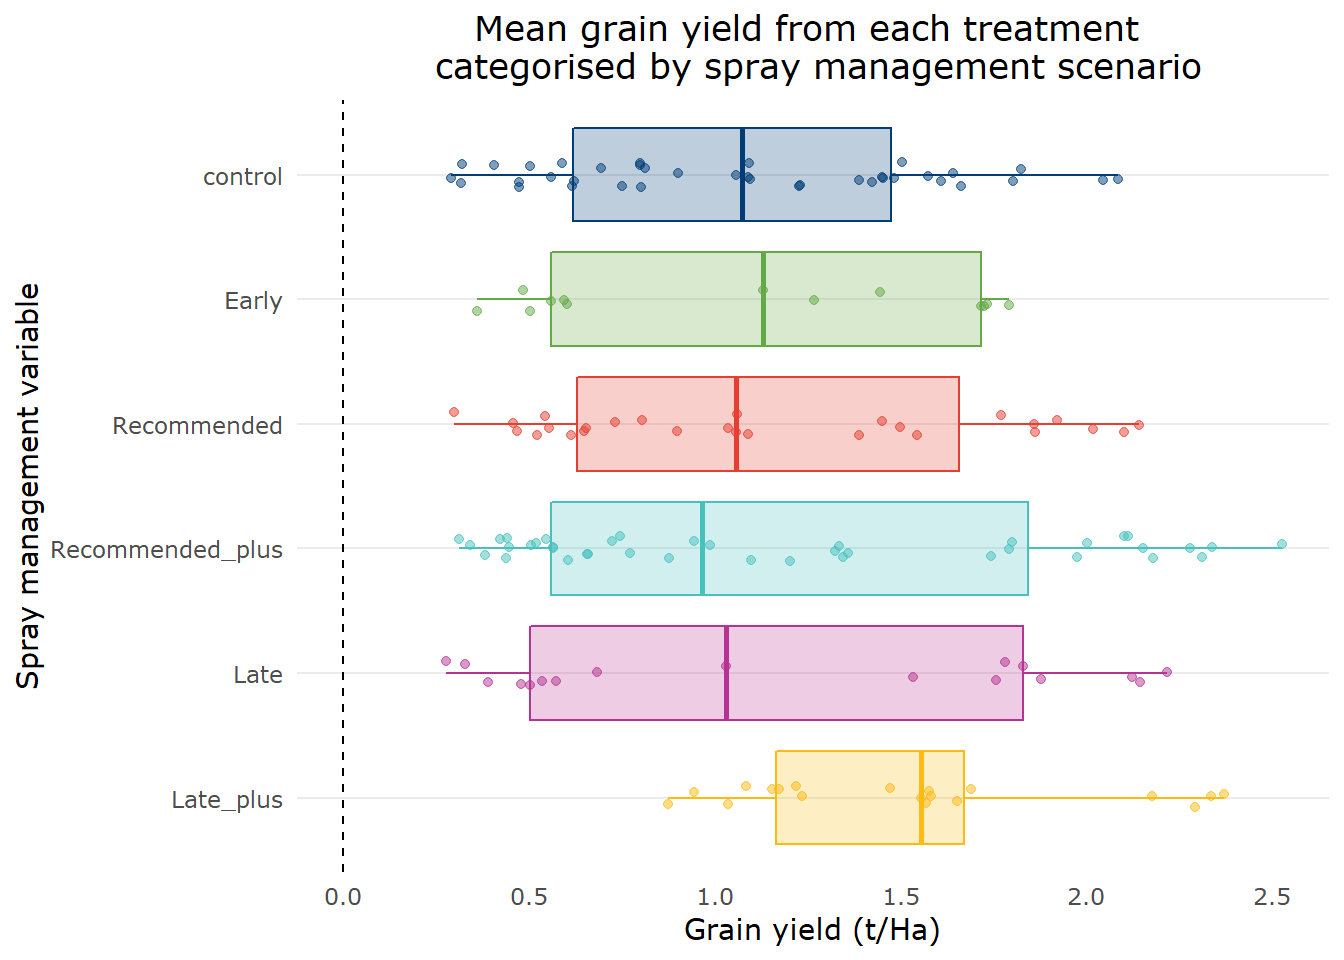 Mean grain yield from each treatment
categorised by spray management scenario
Spray management variable
control
Early
Recommended
Recommended_plus
Late
Late_plus
0.0 0.5 1.0 1.5 2.0 2.5
Grain yield (t/Ha)